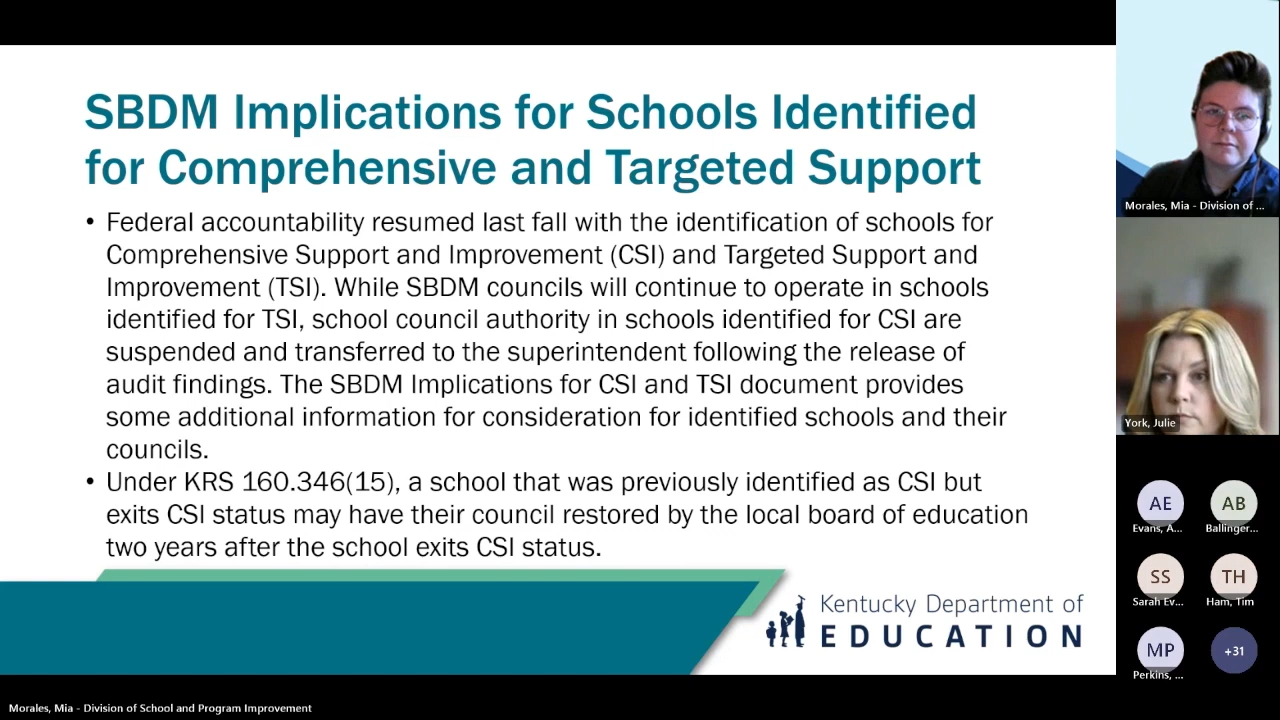 SBDM Implications for Schools Identified
for Comprehensive and Targeted Support
• Federal accountability resumed last fall with the identification of schools for
Comprehensive Support and Improvement (CSI) and Targeted Support and
Improvement (TSI). While SBDM councils will continue to operate in schools
identified for TSI, school council authority in schools identified for CSI are
suspended and transferred to the superintendent following the release of
audit findings. The SBDM Implications for CSI and TSI document provides
some additional information for consideration for identified schools and their
councils.
• Under KRS 160.346(15), a school that was previously identified as CSI but
exits CSI status may have their council restored by the local board of education
two years after the school exits CSI status.
Kentucky Department of
EDUCATION
Morales, Mia - Division of ...
York, Julie
AE
AB
Evans, A...
Ballinger...
SS
TH
Sarah Ev...
Ham, Tim
MP
+31
Perkins, ...
Morales, Mia - Division of School and Program Improvement